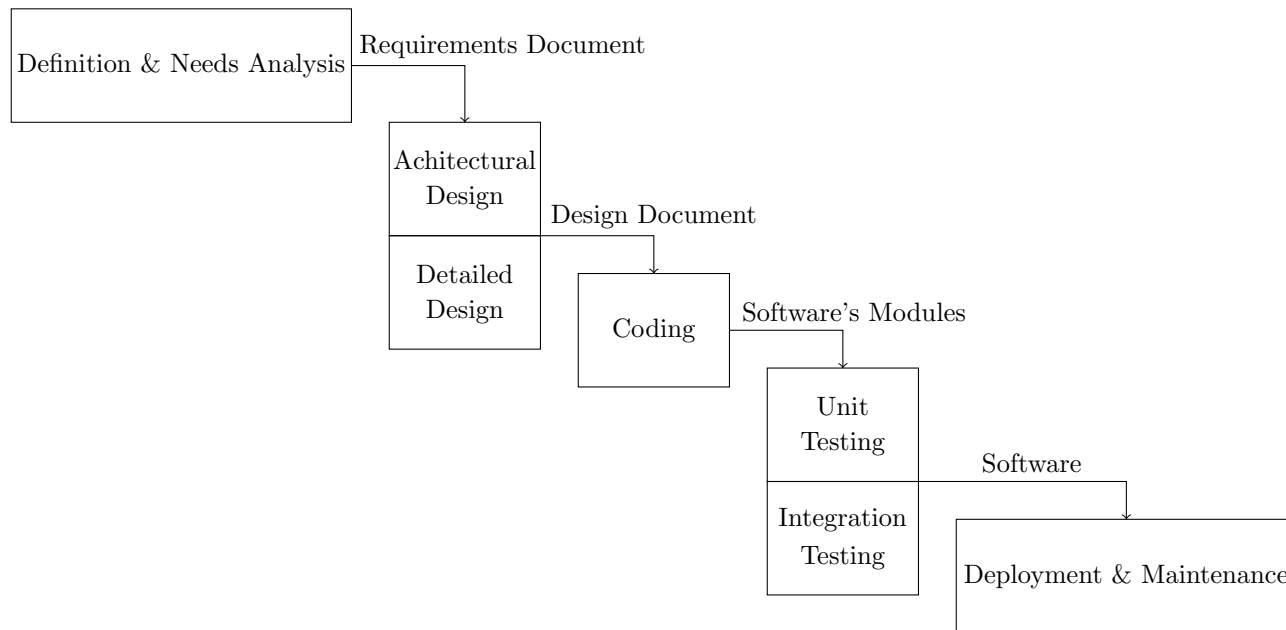 Definition & Needs Analysis
Requirements Document
Achitectural
Design
Design Document
Detailed
Design
Coding
Software's Modules
Unit
Testing
Software
Integration
Testing
Deployment & Maintenance